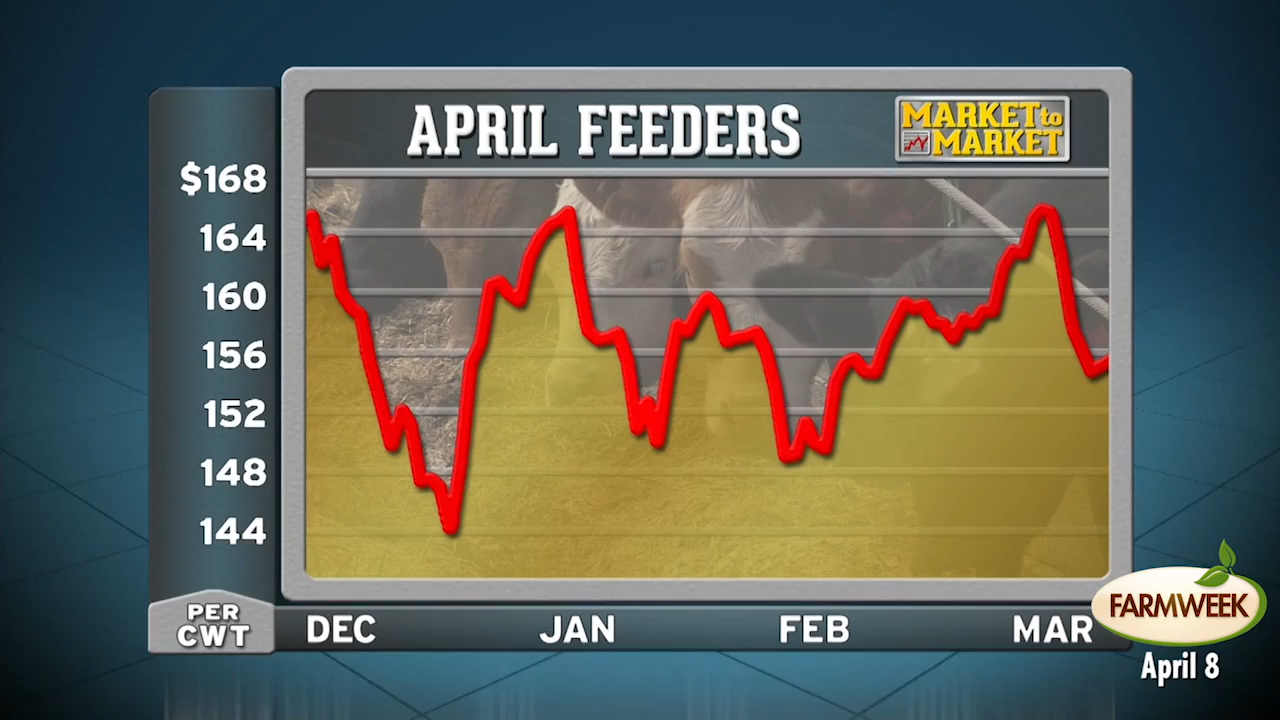 APRIL FEEDERS
MARKET to
MARKET
$168
164
160
156
152
148
144
PER
CWT
DEC
JAN
FEB
MAR
FARMWEEK
April 8